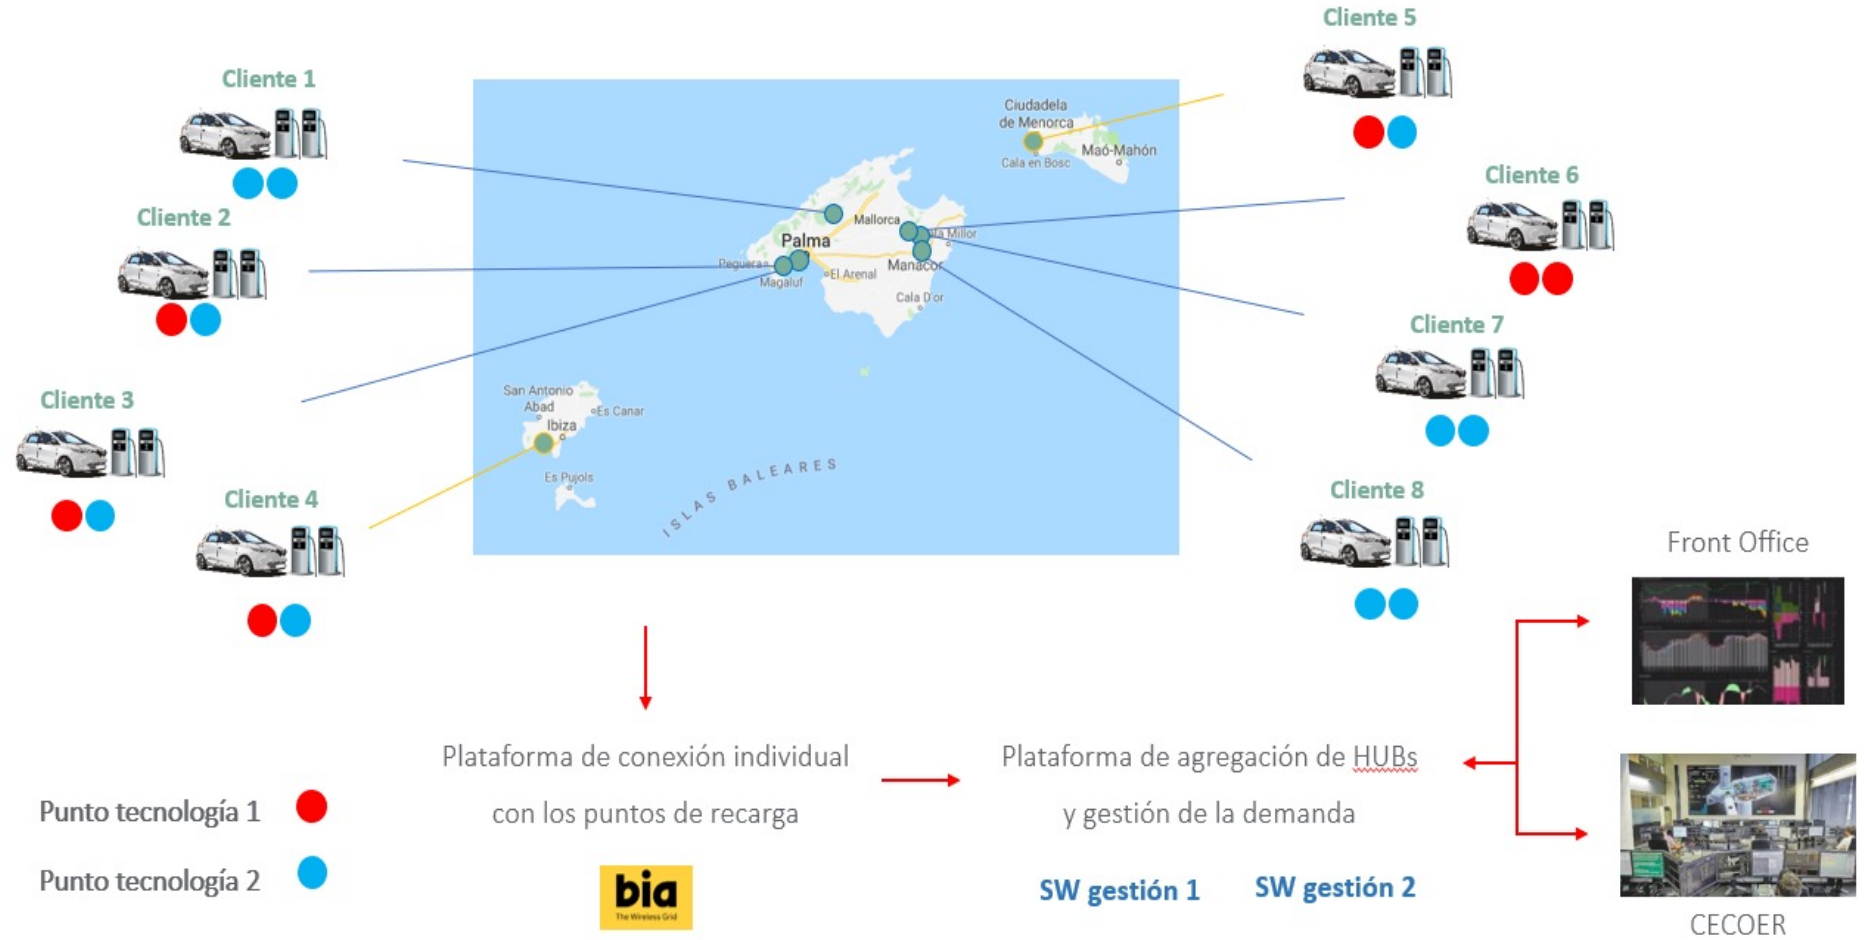 Cliente 1
Cliente 2
Cliente 3
Cliente 4
Cliente 5
Cliente 6
Cliente 7
Cliente 8
Ciudadela
de Menorca
Cala en Bosc
Maó-Mahón
Mallorca
Millor
Palma
Peguera
Magaluf
El Arenal
Manacor
Cala D'or
San Antonio
Abad
Es Canar
Ibiza
Es Pujols
ISLAS BALEARES
Front Office
CECOER
Plataforma de conexión individual
con los puntos de recarga
bia
The Wireless Grid
Plataforma de agregación de HUBs
y gestión de la demanda
SW gestión 1
SW gestión 2
Punto tecnología 1
Punto tecnología 2